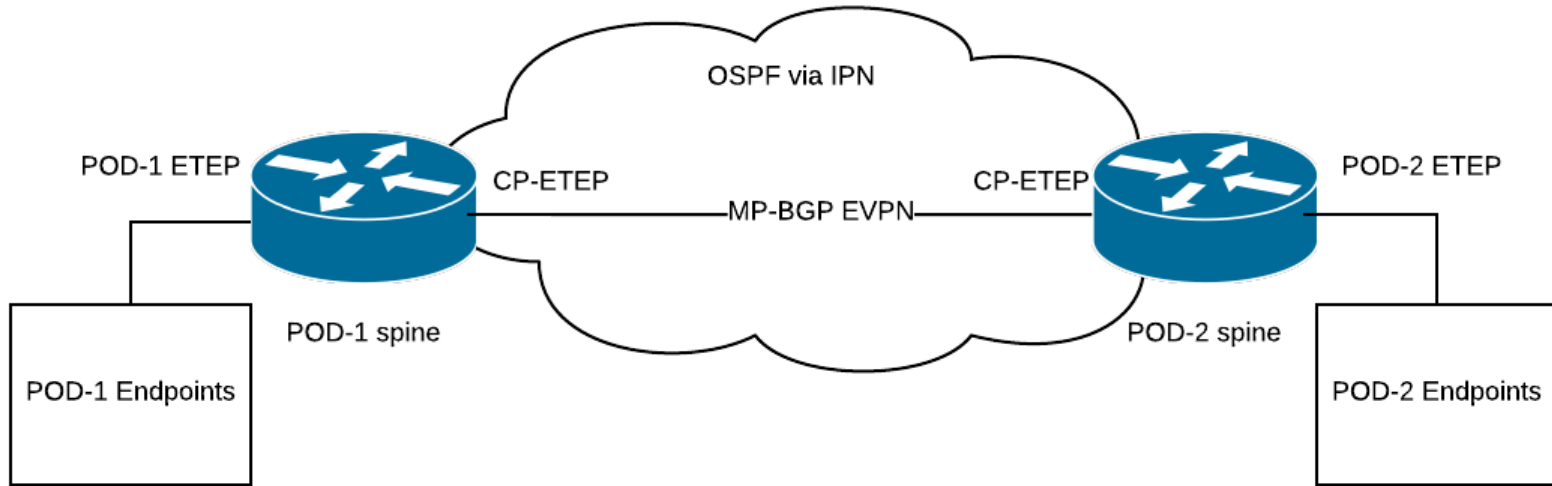 OSPF via IPN
POD-1 ETEP
CP-ETEP
CP-ETEP
POD-2 ETEP
MP-BGP EVPN
POD-1 spine
POD-2 spine
POD-1 Endpoints
POD-2 Endpoints